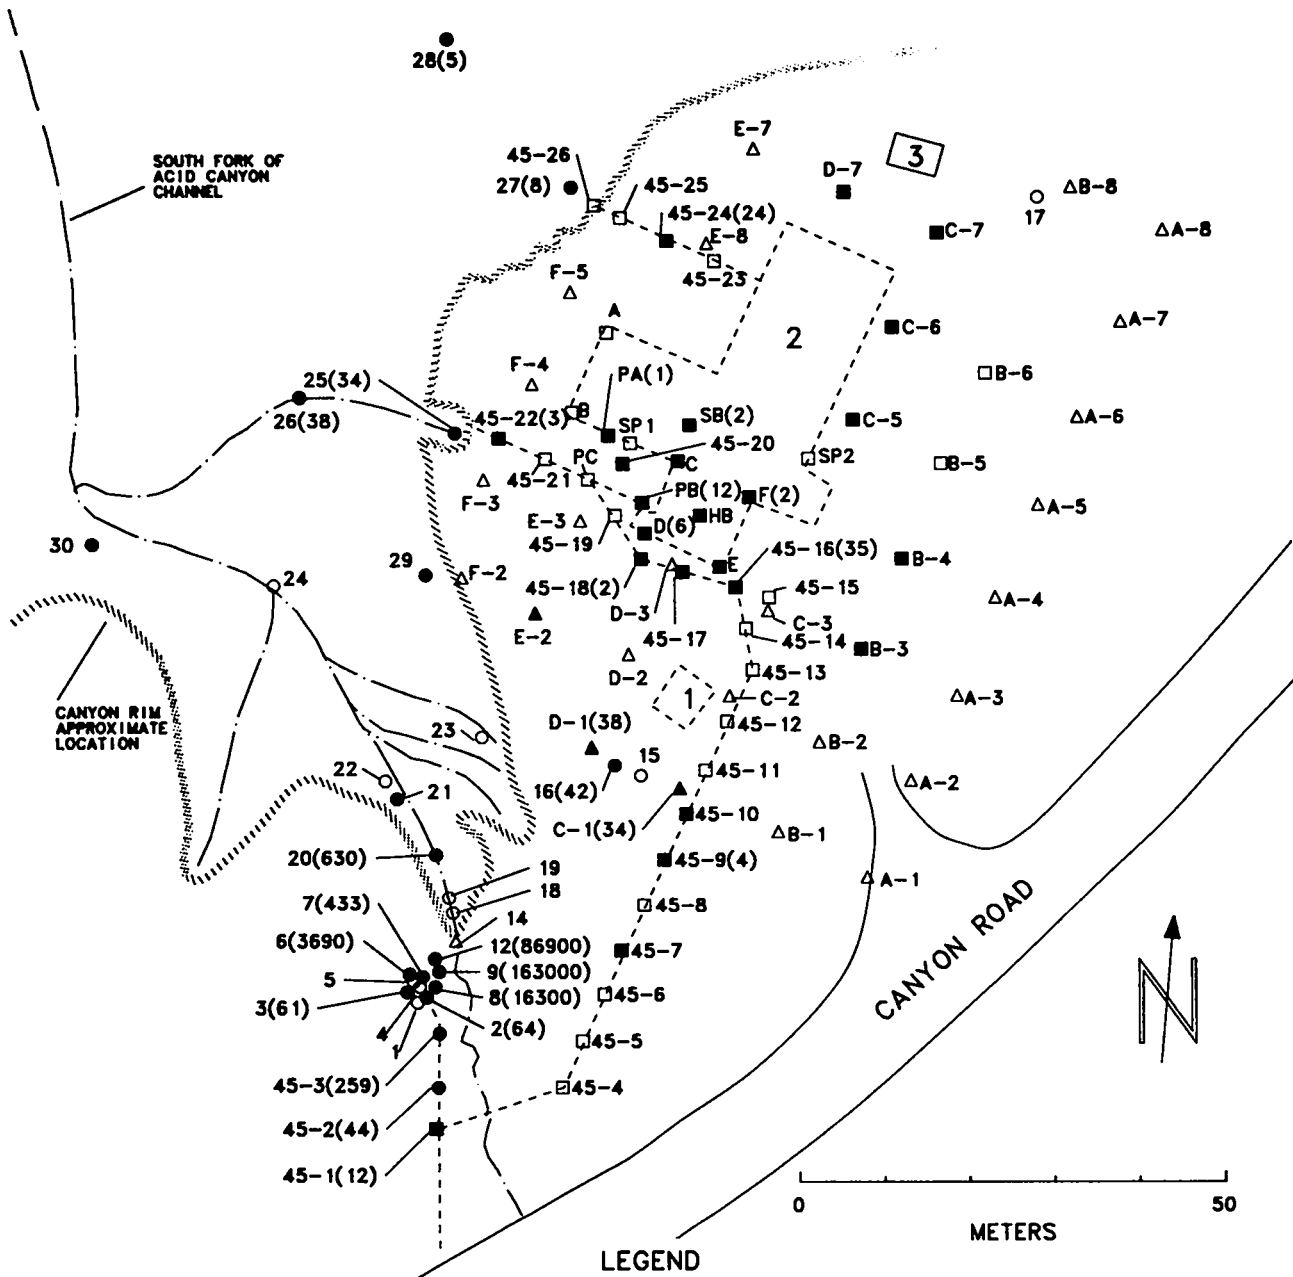 28(5)
SOUTH FORK OF
ACID CANYON
CHANNEL
45-26
27(8)
45-25
45-24(24)
E-8
45-23
E-7
D-7
3
17
B-8
A-8
C-7
F-5
A
2
C-6
A-7
F-4
PA(1)
B-6
25(34)
26(38)
45-22(3)
B
SP1
SB(2)
C-5
A-6
45-20
PC
C
SP2
45-21
B-5
F-3
PB(12)
F(2)
A-5
E-3
D(6)
HB
30
45-19
29
F-2
E
45-16(35)
B-4
24
45-18(2)
45-15
A-4
E-2
D-3
C-3
45-17
45-14
B-3
D-2
45-13
CANYON RIM
APPROXIMATE
LOCATION
1
C-2
A-3
45-12
D-1(38)
23
B-2
15
45-11
22
21
16(42)
A-2
C-1(34)
45-10
B-1
20(630)
19
45-9(4)
A-1
18
7(433)
45-8
14
6(3690)
12(86900)
45-7
5
9(163000)
3(61)
8(16300)
45-6
4
1
2(64)
45-5
CANYON ROAD
N
45-3(259)
45-4
45-2(44)
45-1(12)
0
50
METERS
LEGEND